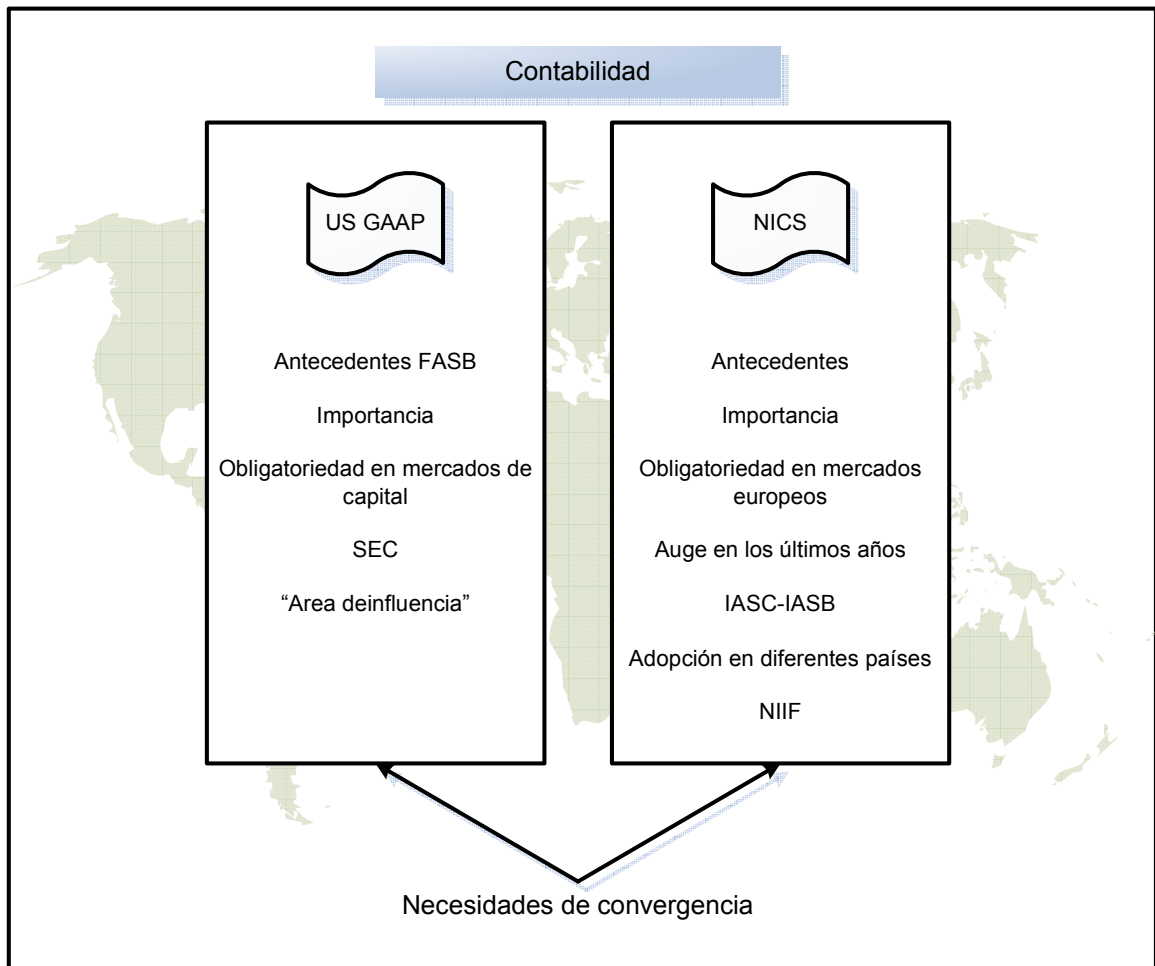 Contabilidad
US GAAP
Antecedentes FASB
Importancia
Obligatoriedad en mercados de
capital
SEC
“Area deinfluencia”
NICS
Antecedentes
Importancia
Obligatoriedad en mercados
europeos
Auge en los últimos años
IASC-IASB
Adopción en diferentes países
NIIF
Necesidades de convergencia